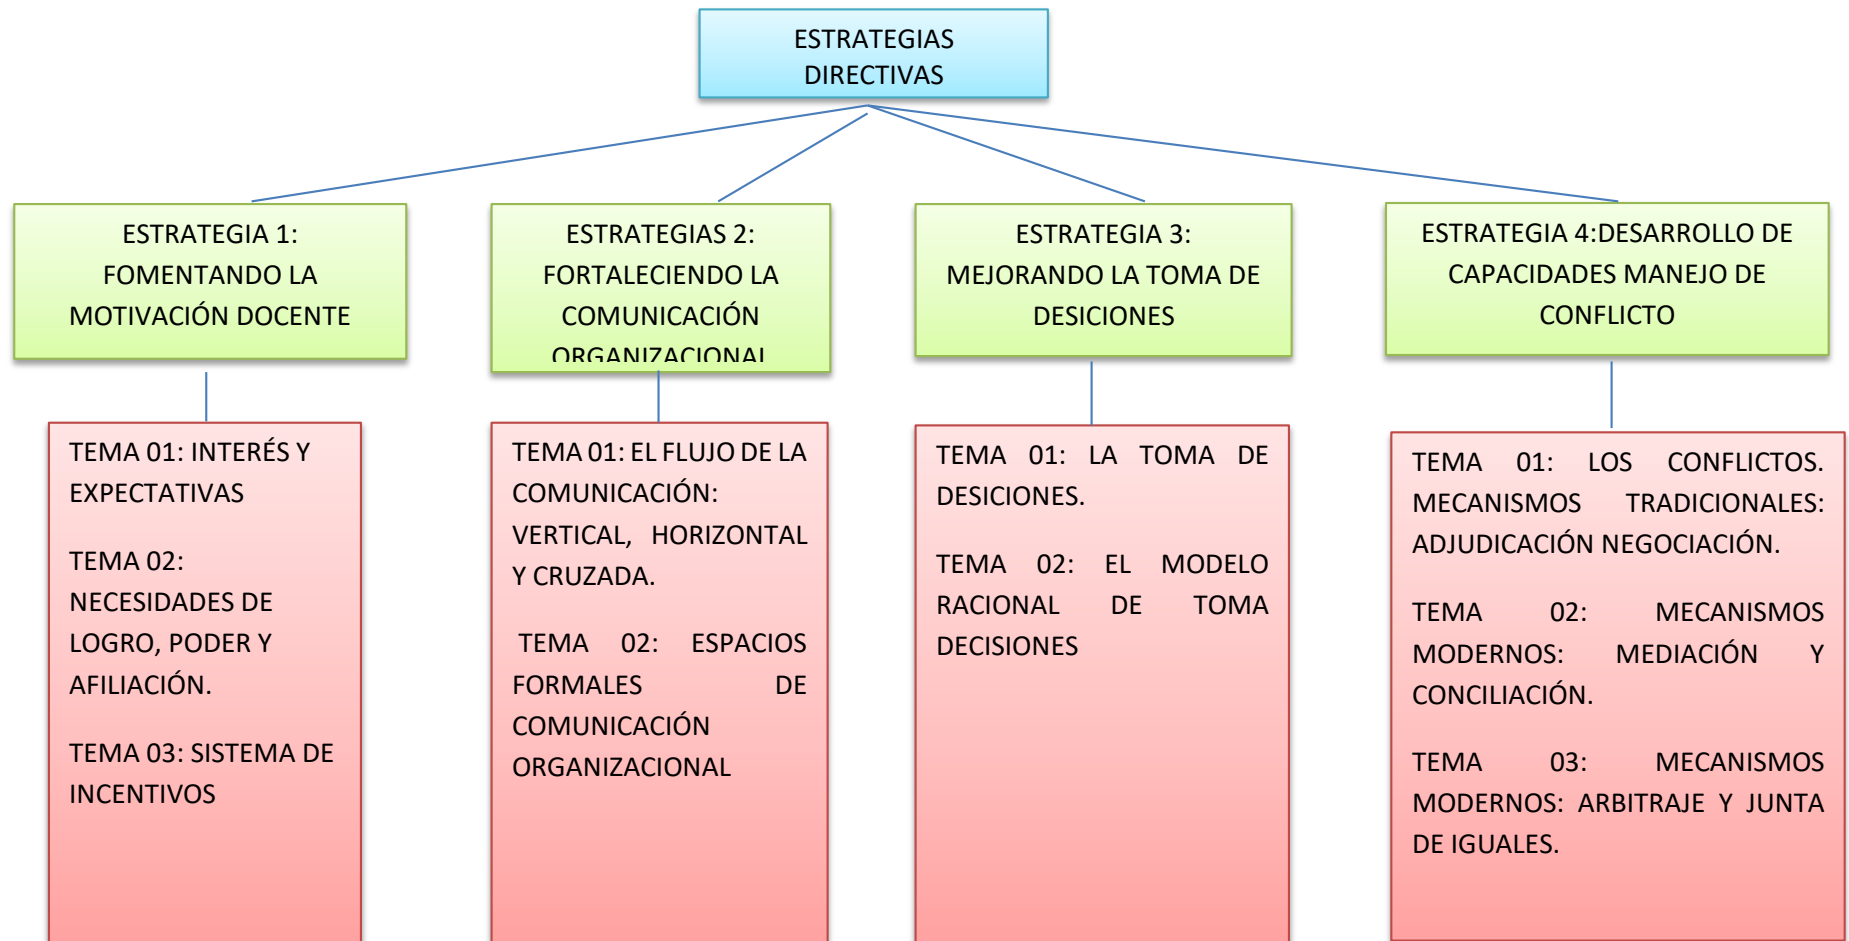 ESTRATEGIAS
DIRECTIVAS
ESTRATEGIA 1:
FOMENTANDO LA
MOTIVACIÓN DOCENTE
ESTRATEGIAS 2:
FORTALECIENDO LA
COMUNICACIÓN
ORGANIZACIONAL
ESTRATEGIA 3:
MEJORANDO LA TOMA DE
DESICIONES
ESTRATEGIA 4:DESARROLLO DE
CAPACIDADES MANEJO DE
CONFLICTO
TEMA 01: INTERÉS Y
EXPECTATIVAS
TEMA 02:
NECESIDADES DE
LOGRO, PODER Y
AFILIACIÓN.
TEMA 03: SISTEMA DE
INCENTIVOS
TEMA 01: EL FLUJO DE LA
COMUNICACIÓN:
VERTICAL, HORIZONTAL
Y CRUZADA.
TEMA 02: ESPACIOS
FORMALES DE
COMUNICACIÓN
ORGANIZACIONAL
TEMA 01: LA TOMA DE
DESICIONES.
TEMA 02: EL MODELO
RACIONAL DE TOMA
DECISIONES
TEMA 01: LOS CONFLICTOS.
MECANISMOS TRADICIONALES:
ADJUDICACIÓN NEGOCIACIÓN.
TEMA 02: MECANISMOS
MODERNOS: MEDIACIÓN Y
CONCILIACIÓN.
TEMA 03: MECANISMOS
MODERNOS: ARBITRAJE Y JUNTA
DE IGUALES.